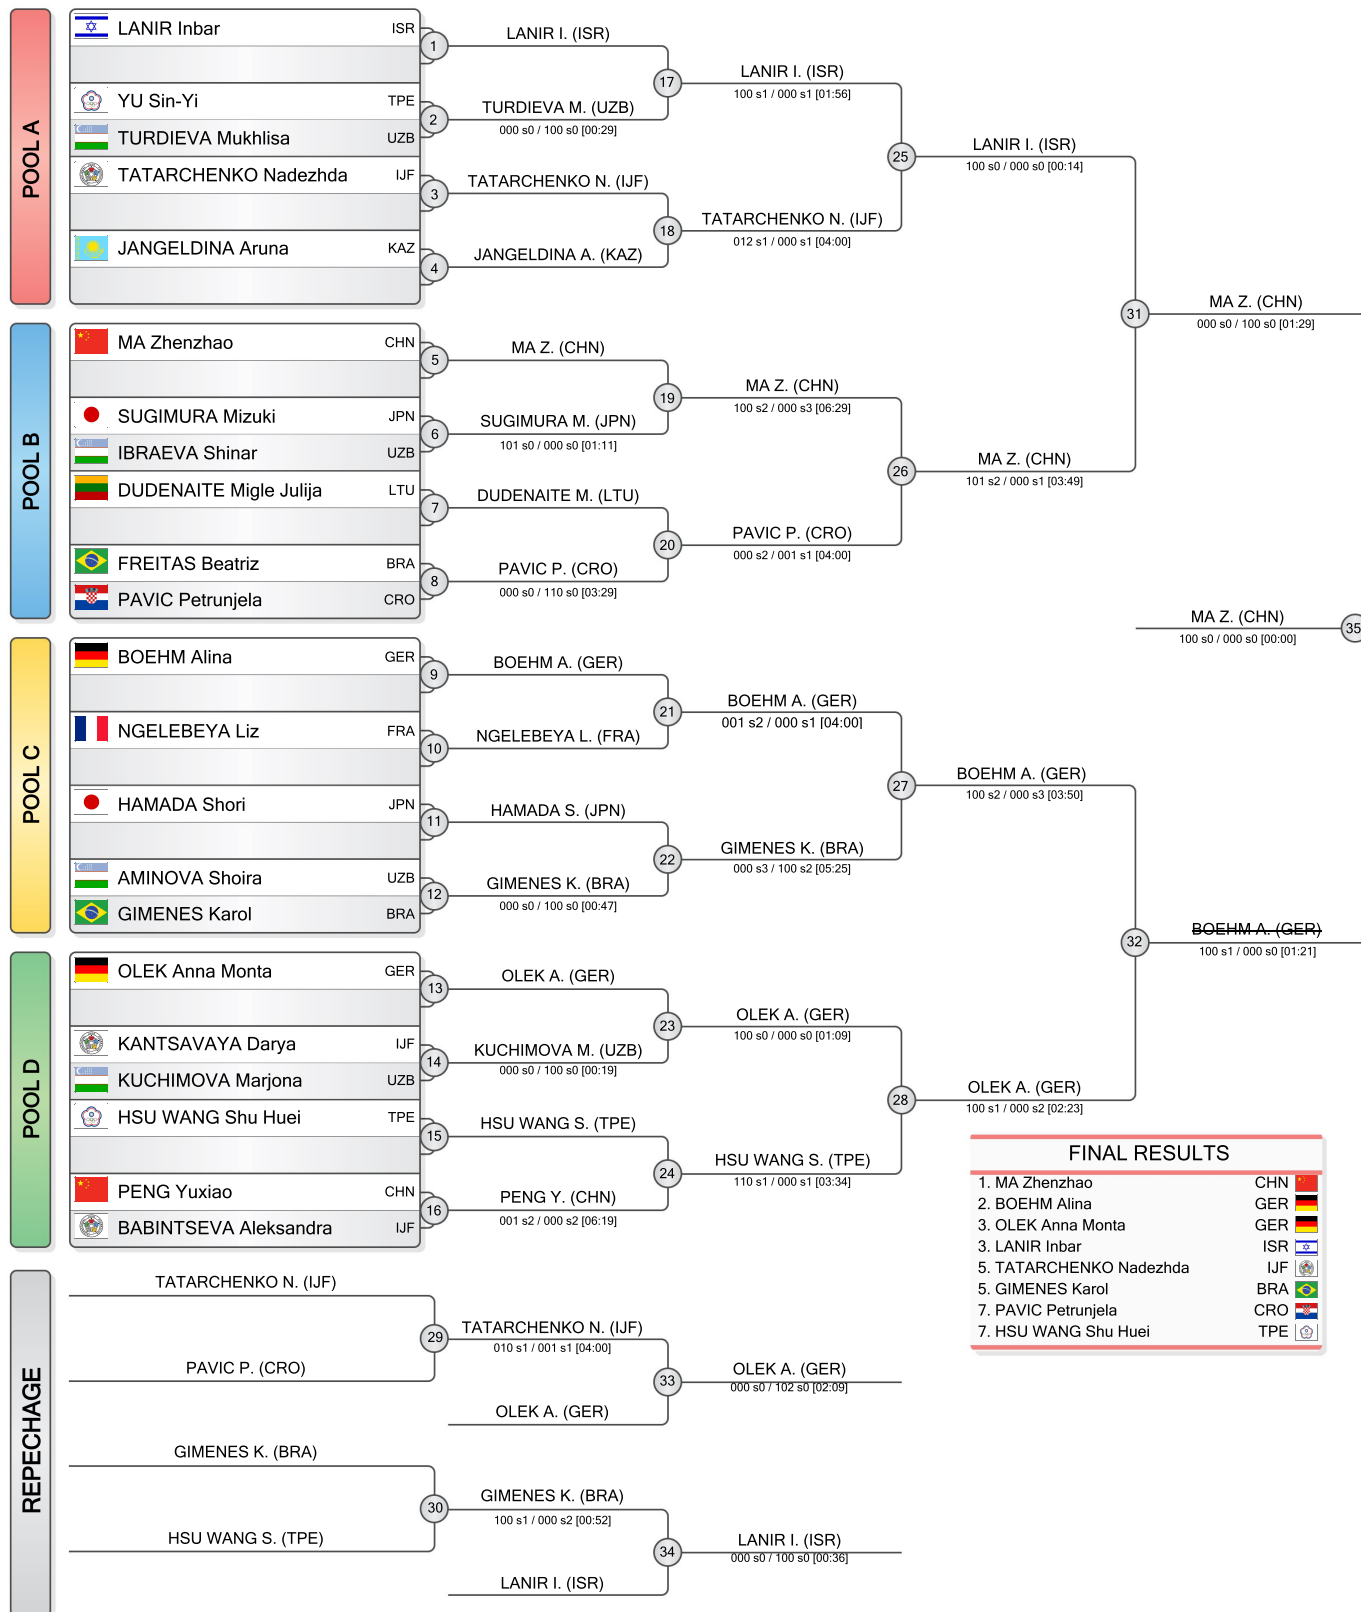 POOL A
LANIR Inbar ISR
YU Sin-Yi TPE
TURDIEVA Mukhlisa UZB
TATARCHENKO Nadezhda IJF
JANGELDINA Aruna KAZ
1
2
3
4
LANIR I. (ISR)
TURDIEVA M. (UZB)
000 s0 / 100 s0 [00:29]
TATARCHENKO N. (IJF)
JANGELDINA A. (KAZ)
17
18
LANIR I. (ISR)
100 s1 / 000 s1 [01:56]
TATARCHENKO N. (IJF)
012 s1 / 000 s1 [04:00]
25
LANIR I. (ISR)
100 s0 / 000 s0 [00:14]
POOL B
MA Zhenzhao CHN
SUGIMURA Mizuki JPN
IBRAEVA Shinar UZB
DUDENAITE Migle Julija LTU
FREITAS Beatriz BRA
PAVIC Petrunjela CRO
5
6
7
8
MA Z. (CHN)
SUGIMURA M. (JPN)
101 s0 / 000 s0 [01:11]
DUDENAITE M. (LTU)
PAVIC P. (CRO)
000 s0 / 110 s0 [03:29]
19
20
MA Z. (CHN)
100 s2 / 000 s3 [06:29]
PAVIC P. (CRO)
000 s2 / 001 s1 [04:00]
26
MA Z. (CHN)
101 s2 / 000 s1 [03:49]
31
MA Z. (CHN)
000 s0 / 100 s0 [01:29]
MA Z. (CHN)
100 s0 / 000 s0 [00:00]
35
POOL C
BOEHM Alina GER
NGELEBEYA Liz FRA
HAMADA Shori JPN
AMINOVA Shoira UZB
GIMENES Karol BRA
9
10
11
12
BOEHM A. (GER)
NGELEBEYA L. (FRA)
HAMADA S. (JPN)
GIMENES K. (BRA)
000 s0 / 100 s0 [00:47]
21
22
BOEHM A. (GER)
001 s2 / 000 s1 [04:00]
GIMENES K. (BRA)
000 s3 / 100 s2 [05:25]
27
BOEHM A. (GER)
100 s2 / 000 s3 [03:50]
32
BOEHM A. (GER)
100 s1 / 000 s0 [01:21]
POOL D
OLEK Anna Monta GER
KANTSAVAYA Darya IJF
KUCHIMOVA Marjona UZB
HSU WANG Shu Huei TPE
PENG Yuxiao CHN
BABINTSEVA Aleksandra IJF
13
14
15
16
OLEK A. (GER)
KUCHIMOVA M. (UZB)
000 s0 / 100 s0 [00:19]
HSU WANG S. (TPE)
PENG Y. (CHN)
001 s2 / 000 s2 [06:19]
23
24
OLEK A. (GER)
100 s0 / 000 s0 [01:09]
HSU WANG S. (TPE)
110 s1 / 000 s1 [03:34]
28
OLEK A. (GER)
100 s1 / 000 s2 [02:23]
FINAL RESULTS
1. MA Zhenzhao CHN
2. BOEHM Alina GER
3. OLEK Anna Monta GER
3. LANIR Inbar ISR
5. TATARCHENKO Nadezhda IJF
5. GIMENES Karol BRA
7. PAVIC Petrunjela CRO
7. HSU WANG Shu Huei TPE
REPECHAGE
TATARCHENKO N. (IJF)
PAVIC P. (CRO)
29
TATARCHENKO N. (IJF)
010 s1 / 001 s1 [04:00]
OLEK A. (GER)
33
OLEK A. (GER)
000 s0 / 102 s0 [02:09]
GIMENES K. (BRA)
HSU WANG S. (TPE)
30
GIMENES K. (BRA)
100 s1 / 000 s2 [00:52]
LANIR I. (ISR)
34
LANIR I. (ISR)
000 s0 / 100 s0 [00:36]